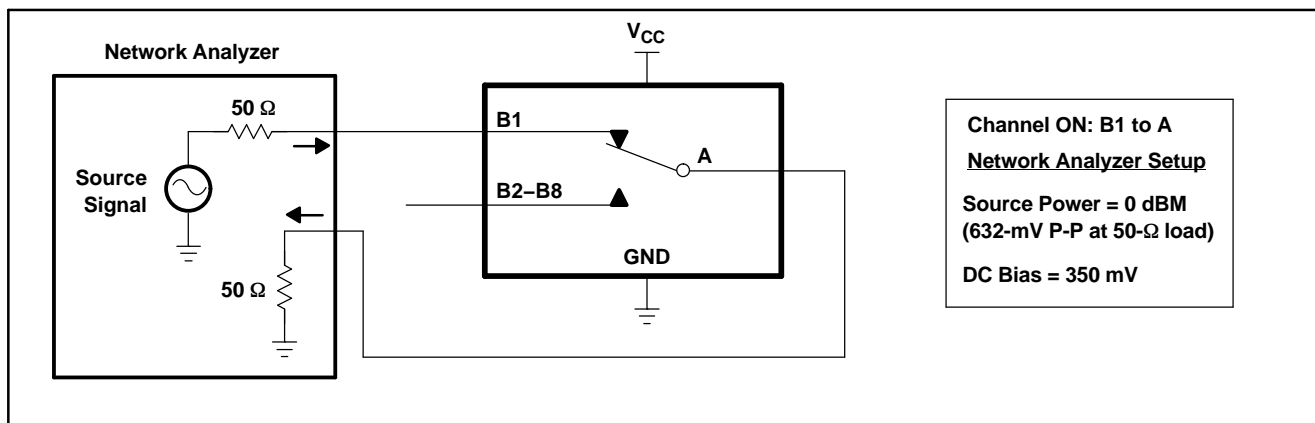 V_CC
Network Analyzer
50 Ω
B1
A
Source
Signal
B2–B8
GND
50 Ω
Channel ON: B1 to A
Network Analyzer Setup
Source Power = 0 dBM
(632-mV P-P at 50-Ω load)
DC Bias = 350 mV